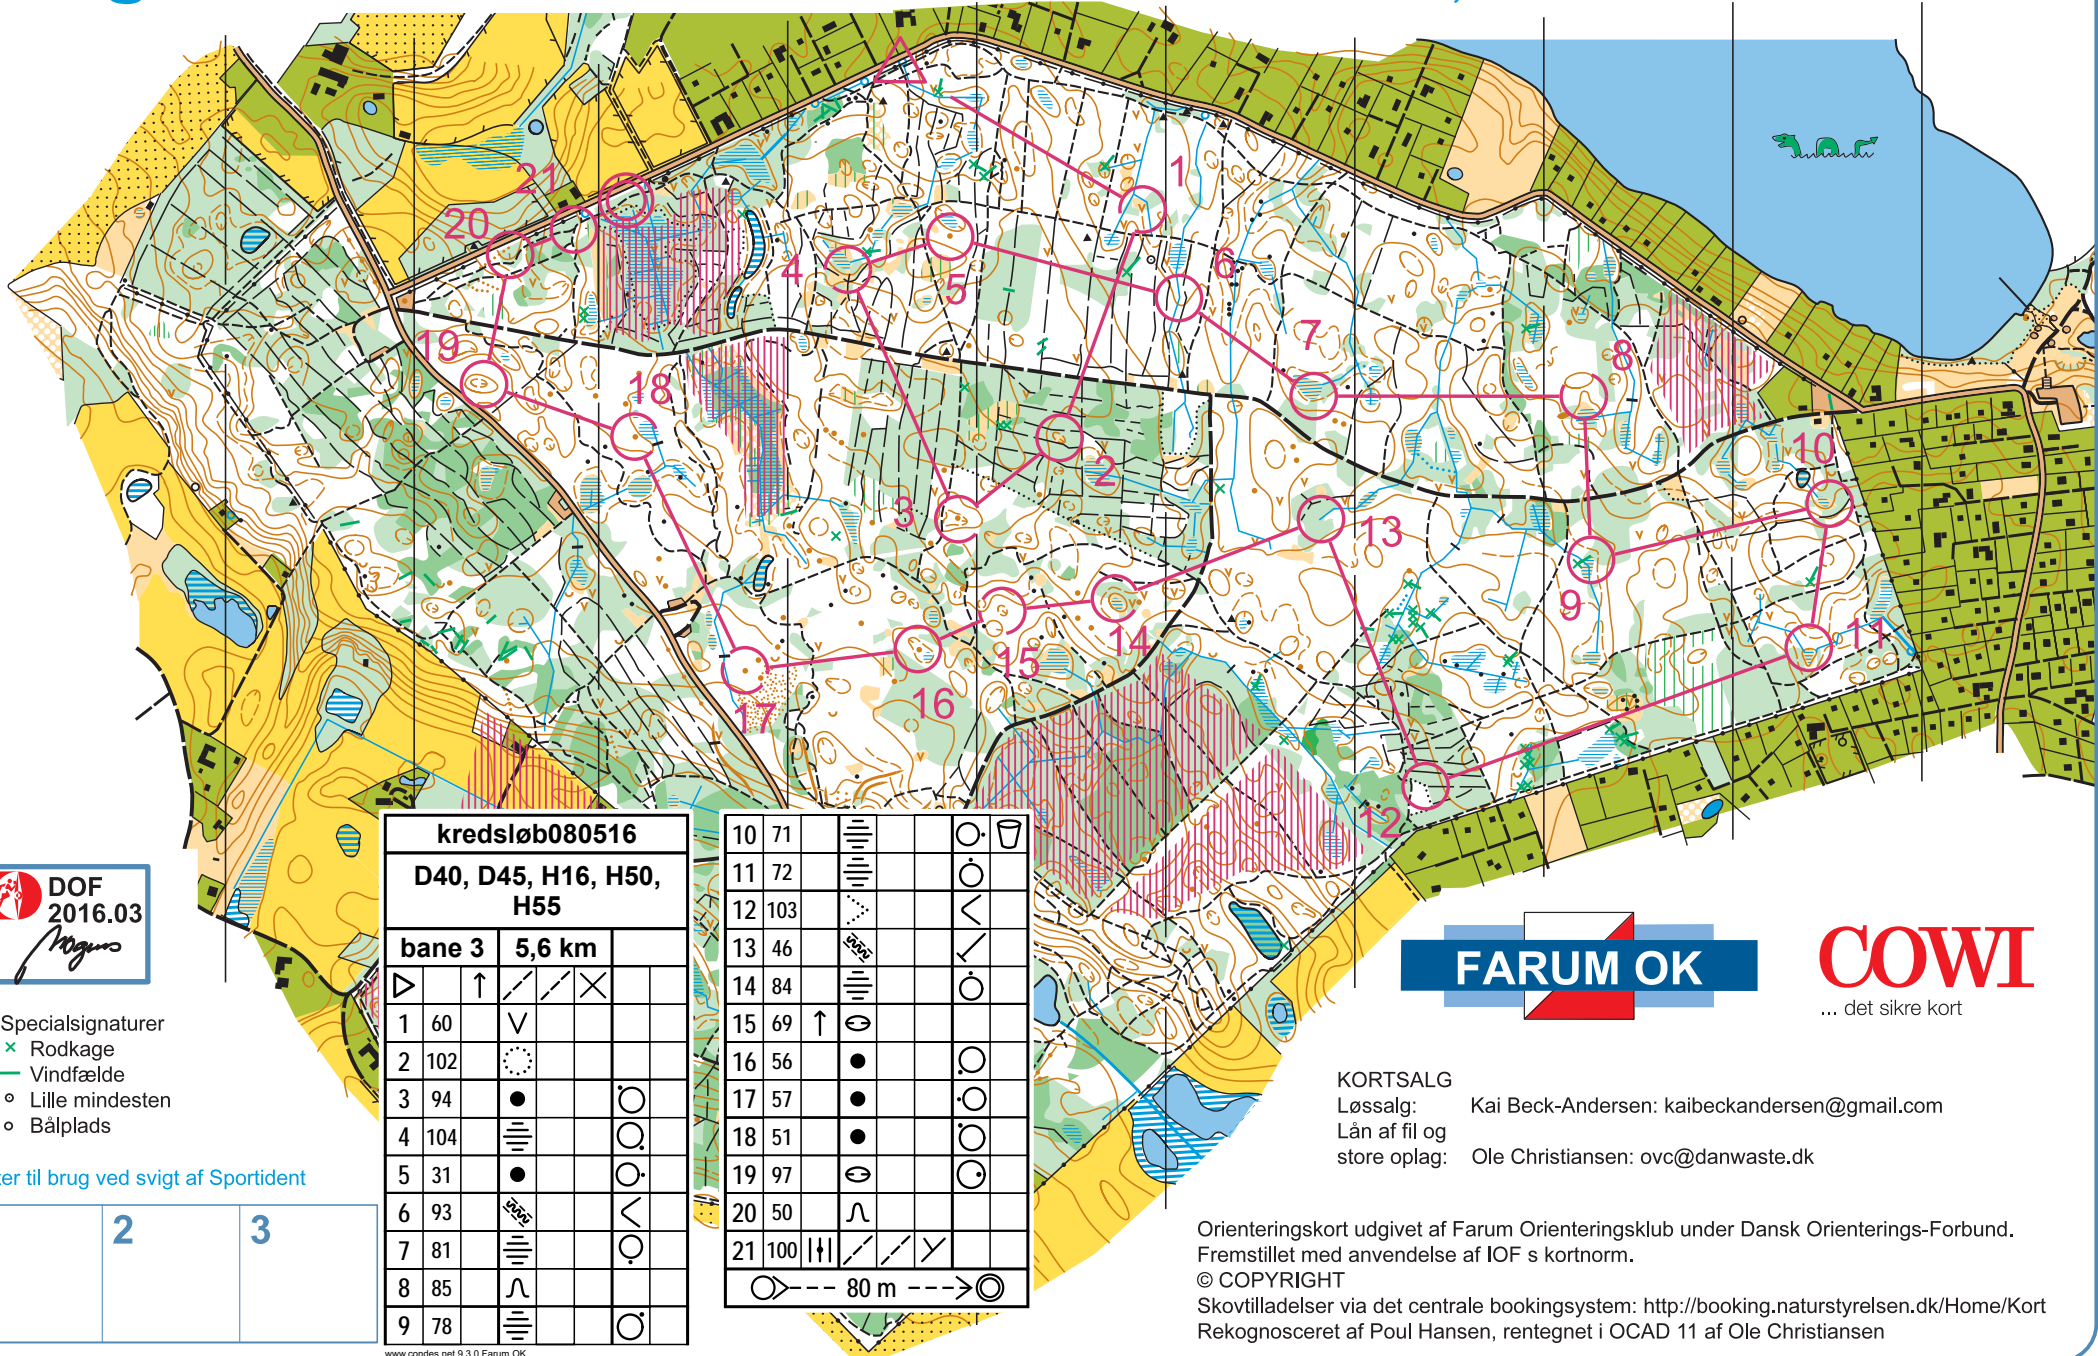 1
2
3
4
5
6
7
8
9
10
11
12
13
14
15
16
17
18
19
20
21
DOF
2016.03
Specialsignaturer
Rodkage
Vindfælde
Lille mindesten
Bålplads
er til brug ved svigt af Sportident
2 3
kredsløb080516
D40, D45, H16, H50,
H55
bane 3 5,6 km
1 60
2 102
3 94
4 104
5 31
6 93
7 81
8 85
9 78
www.condes.net 9.3.0 Farum OK
10 71
11 72
12 103
13 46
14 84
15 69
16 56
17 57
18 51
19 97
20 50
21 100
80 m
FARUM OK
COWI
... det sikre kort
KORTSALG
Løssalg: Kai Beck-Andersen: kaibeckandersen@gmail.com
Lån af fil og
store oplag: Ole Christiansen: ovc@danwaste.dk
Orienteringskort udgivet af Farum Orienteringsklub under Dansk Orienterings-Forbund.
Fremstillet med anvendelse af IOF s kortnorm.
© COPYRIGHT
Skovtilladelser via det centrale bookingsystem: http://booking.naturstyrelsen.dk/Home/Kort
Rekognosceret af Poul Hansen, rentegnet i OCAD 11 af Ole Christiansen